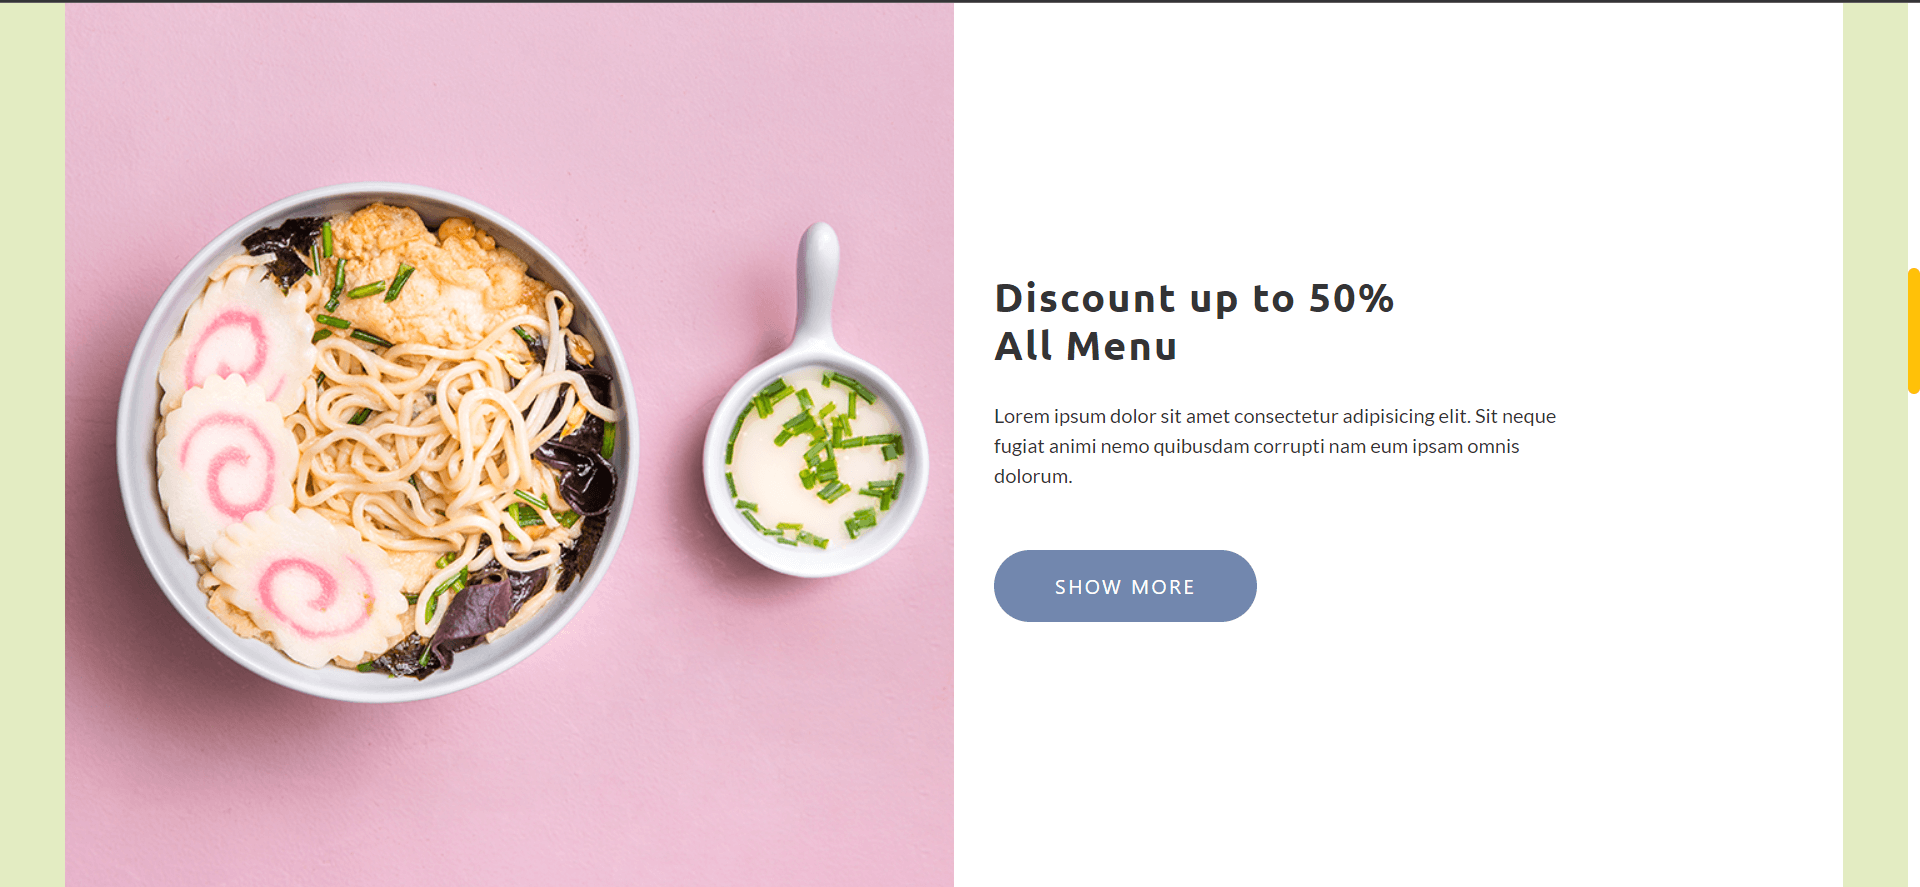 Discount up to 50%
All Menu
Lorem ipsum dolor sit amet consectetur adipisicing elit. Sit neque
fugiat animi nemo quibusdam corrupti nam eum ipsam omnis
dolorum.
SHOW MORE